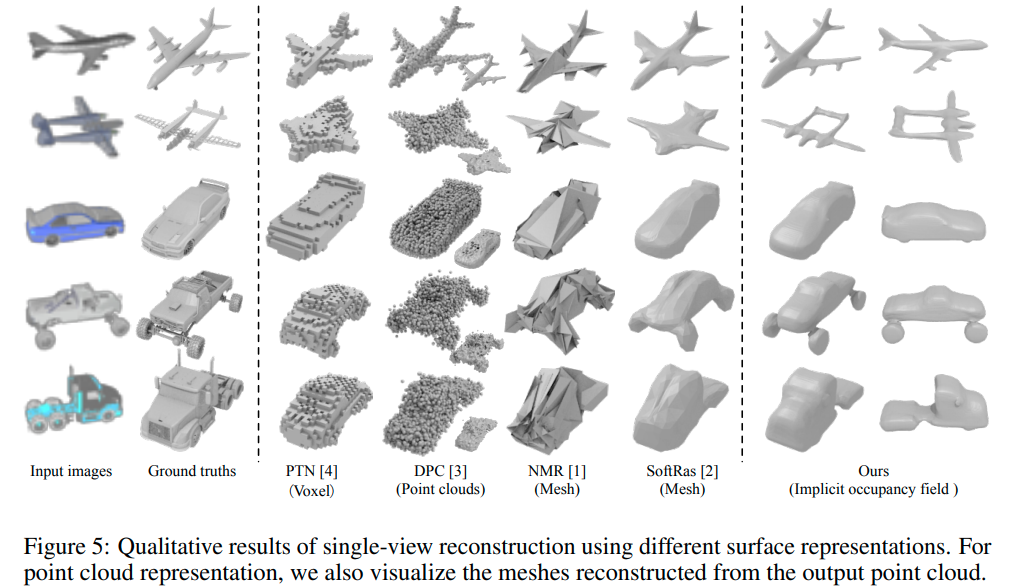 Input images
Ground truths
PTN [4]
(Voxel)
DPC [3]
(Point clouds)
NMR [1]
(Mesh)
SoftRas [2]
(Mesh)
Ours
(Implicit occupancy field )
Figure 5: Qualitative results of single-view reconstruction using different surface representations. For
point cloud representation, we also visualize the meshes reconstructed from the output point cloud.